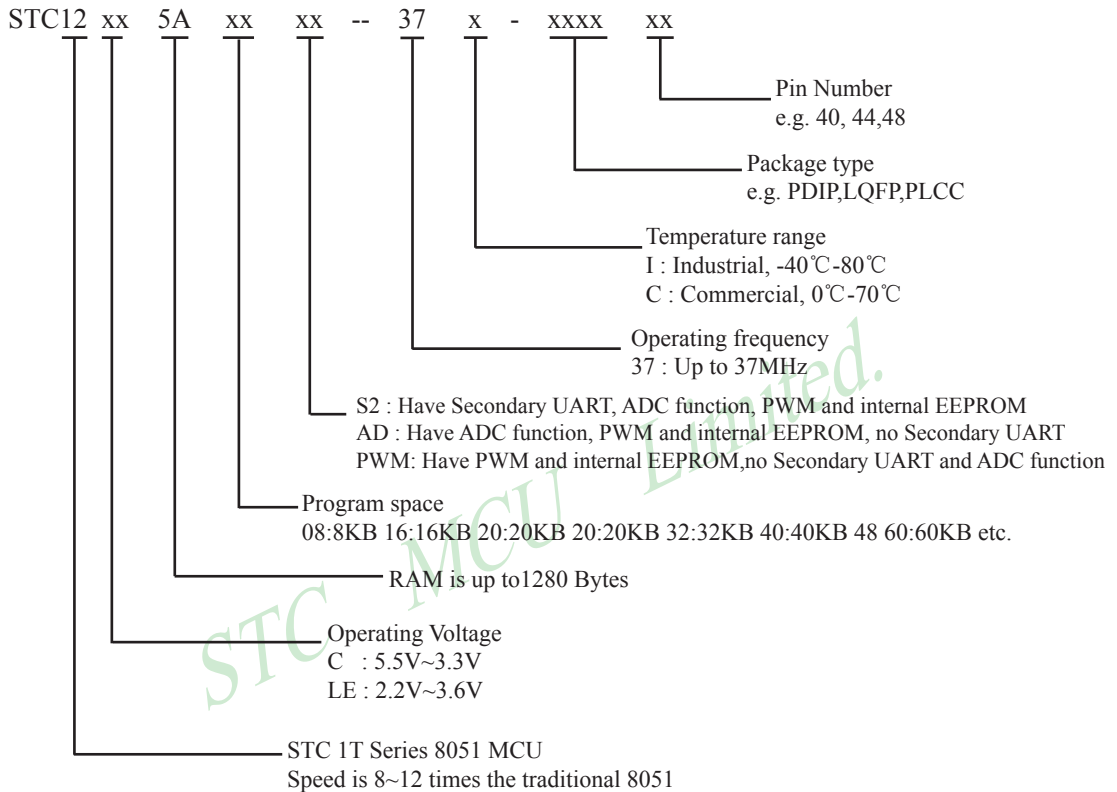 STC12 xx 5A xx xx -- 37 x - xxxx xx
Pin Number
e.g. 40, 44,48
Package type
e.g. PDIP,LQFP,PLCC
Temperature range
I : Industrial, -40℃-80℃
C : Commercial, 0℃-70℃
Operating frequency
37 : Up to 37MHz
S2 : Have Secondary UART, ADC function, PWM and internal EEPROM
AD : Have ADC function, PWM and internal EEPROM, no Secondary UART
PWM: Have PWM and internal EEPROM,no Secondary UART and ADC function
Program space
08:8KB 16:16KB 20:20KB 20:20KB 32:32KB 40:40KB 48 60:60KB etc.
RAM is up to1280 Bytes
Operating Voltage
C : 5.5V~3.3V
LE : 2.2V~3.6V
STC 1T Series 8051 MCU
Speed is 8~12 times the traditional 8051
STC MCU Limited.